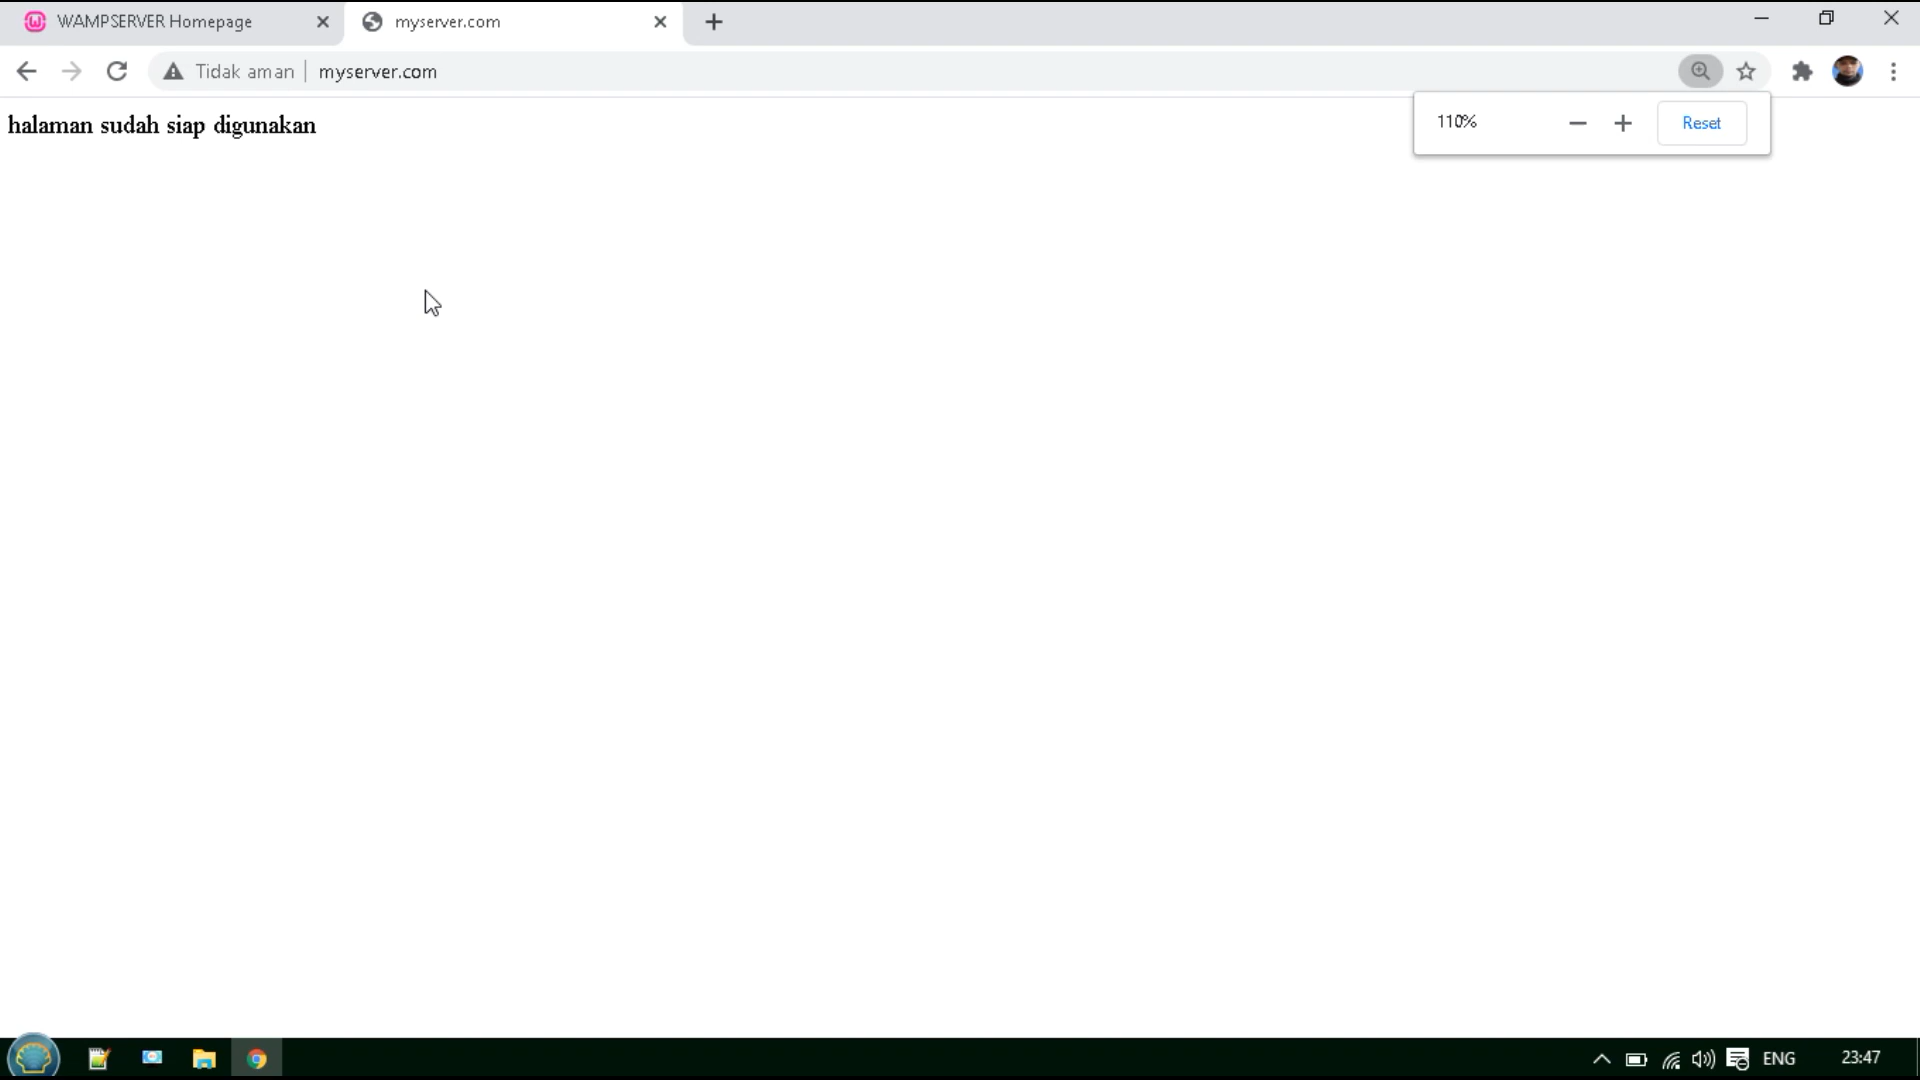 WAMPSERVER Homepage
myserver.com
Tidak aman
myserver.com
halaman sudah siap digunakan
110%
Reset
ENG
23:47